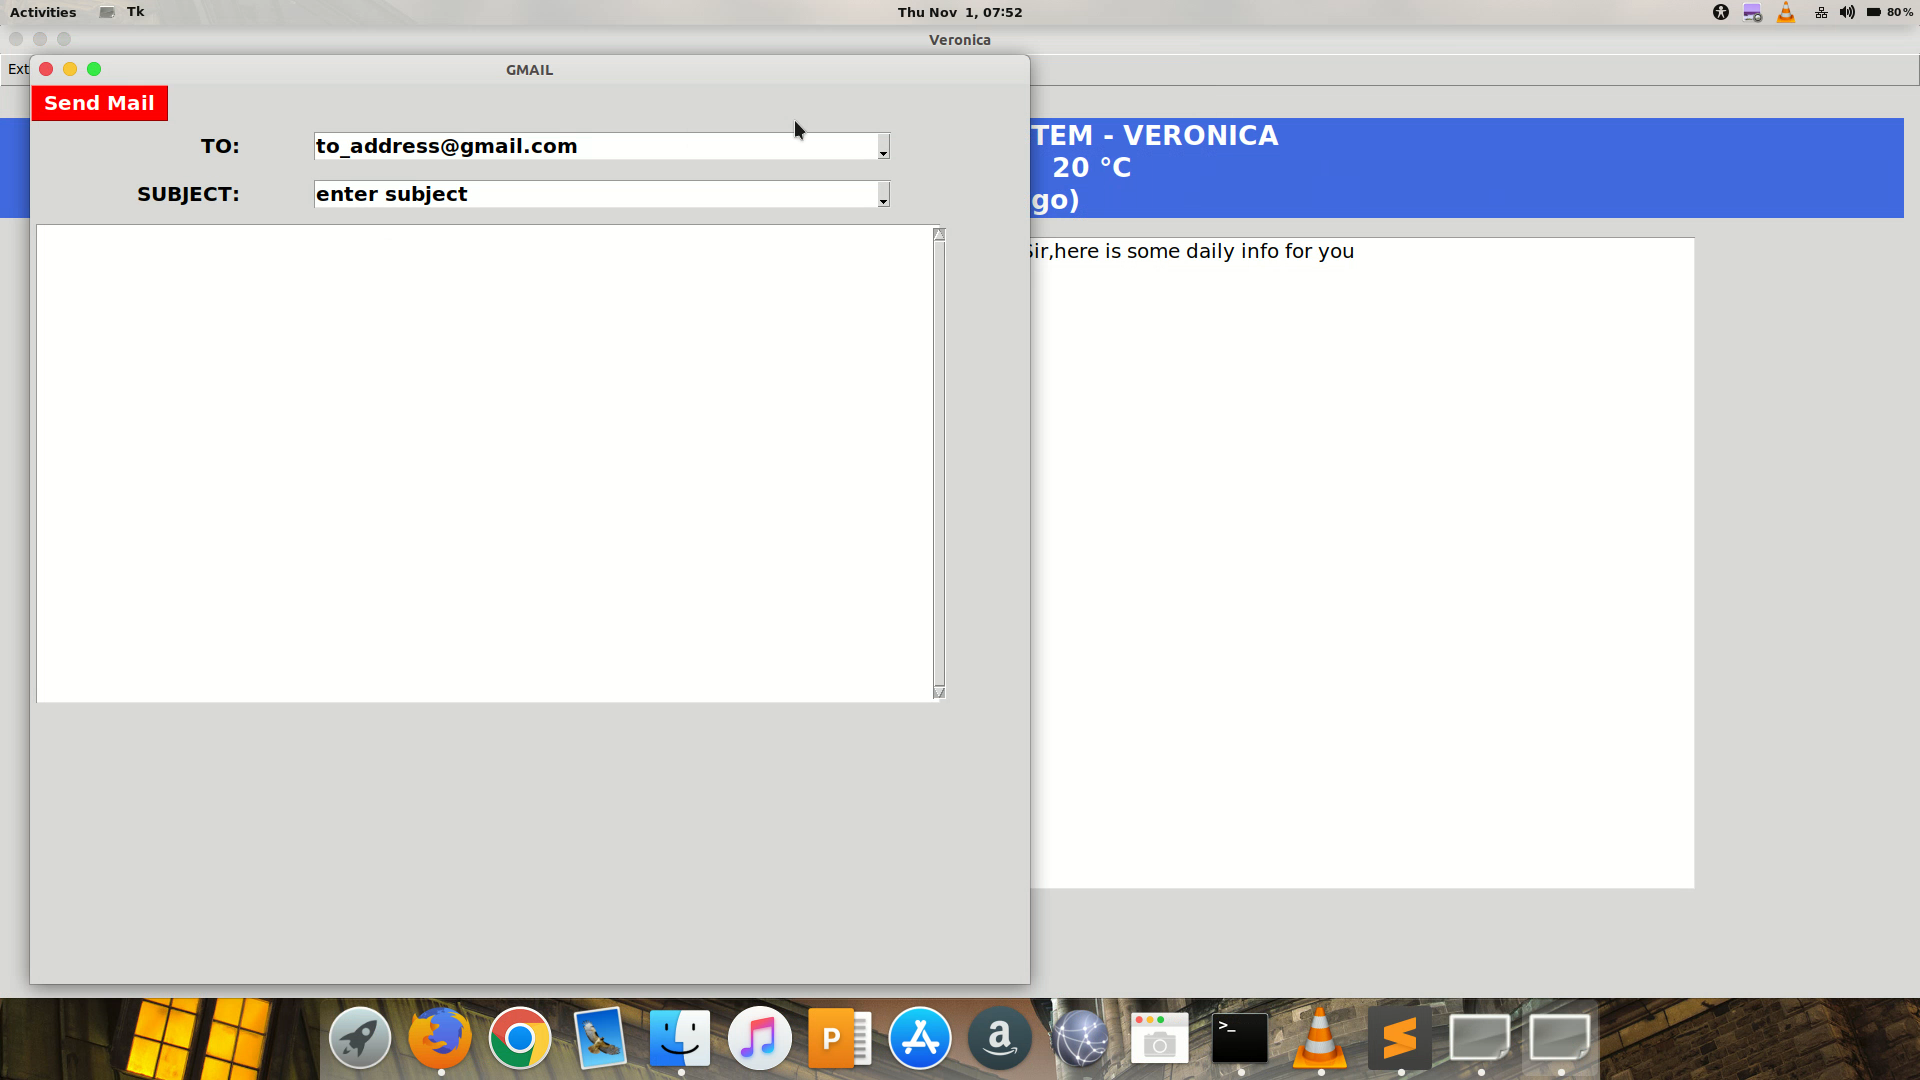 Activities Tk Thu Nov 1, 07:52 80%
Veronica
Ext
GMAIL
Send Mail
TO: to_address@gmail.com
SUBJECT: enter subject
TEM - VERONICA
20 °C
go)
Sir,here is some daily info for you
P
a
>_